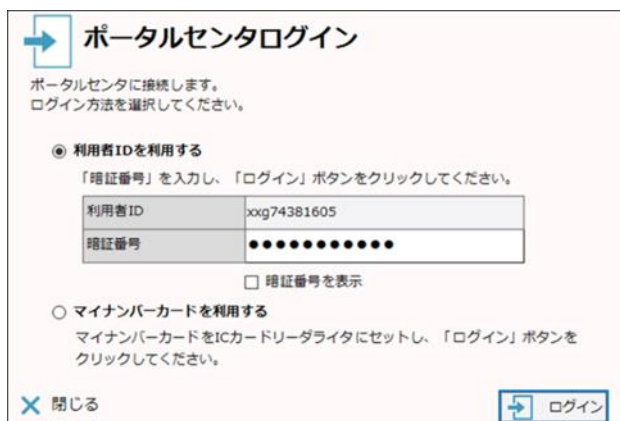 ポータルセンタログイン
ポータルセンタに接続します。
ログイン方法を選択してください。
利用者IDを利用する
「暗証番号」を入力し、「ログイン」ボタンをクリックしてください。
利用者ID xxg74381605
暗証番号 ●●●●●●●●●●●
暗証番号を表示
マイナンバーカードを利用する
マイナンバーカードをICカードリーダライタにセットし、「ログイン」ボタンを
クリックしてください。
閉じる ログイン